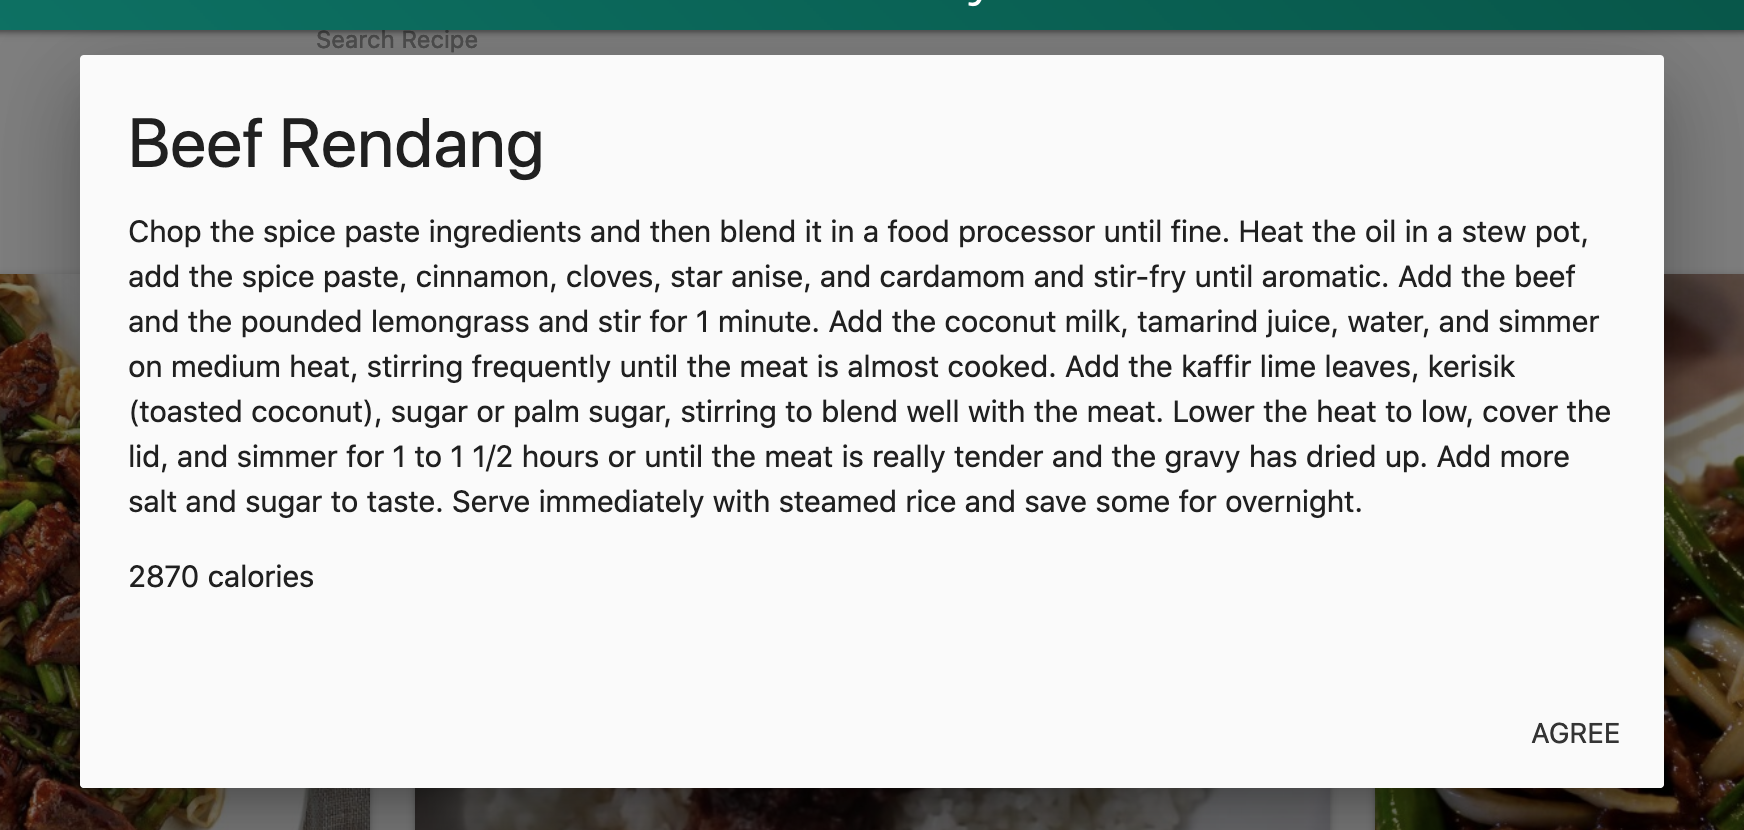 Search Recipe
Beef Rendang
Chop the spice paste ingredients and then blend it in a food processor until fine. Heat the oil in a stew pot,
add the spice paste, cinnamon, cloves, star anise, and cardamom and stir-fry until aromatic. Add the beef
and the pounded lemongrass and stir for 1 minute. Add the coconut milk, tamarind juice, water, and simmer
on medium heat, stirring frequently until the meat is almost cooked. Add the kaffir lime leaves, kerisik
(toasted coconut), sugar or palm sugar, stirring to blend well with the meat. Lower the heat to low, cover the
lid, and simmer for 1 to 1 1/2 hours or until the meat is really tender and the gravy has dried up. Add more
salt and sugar to taste. Serve immediately with steamed rice and save some for overnight.
2870 calories
AGREE